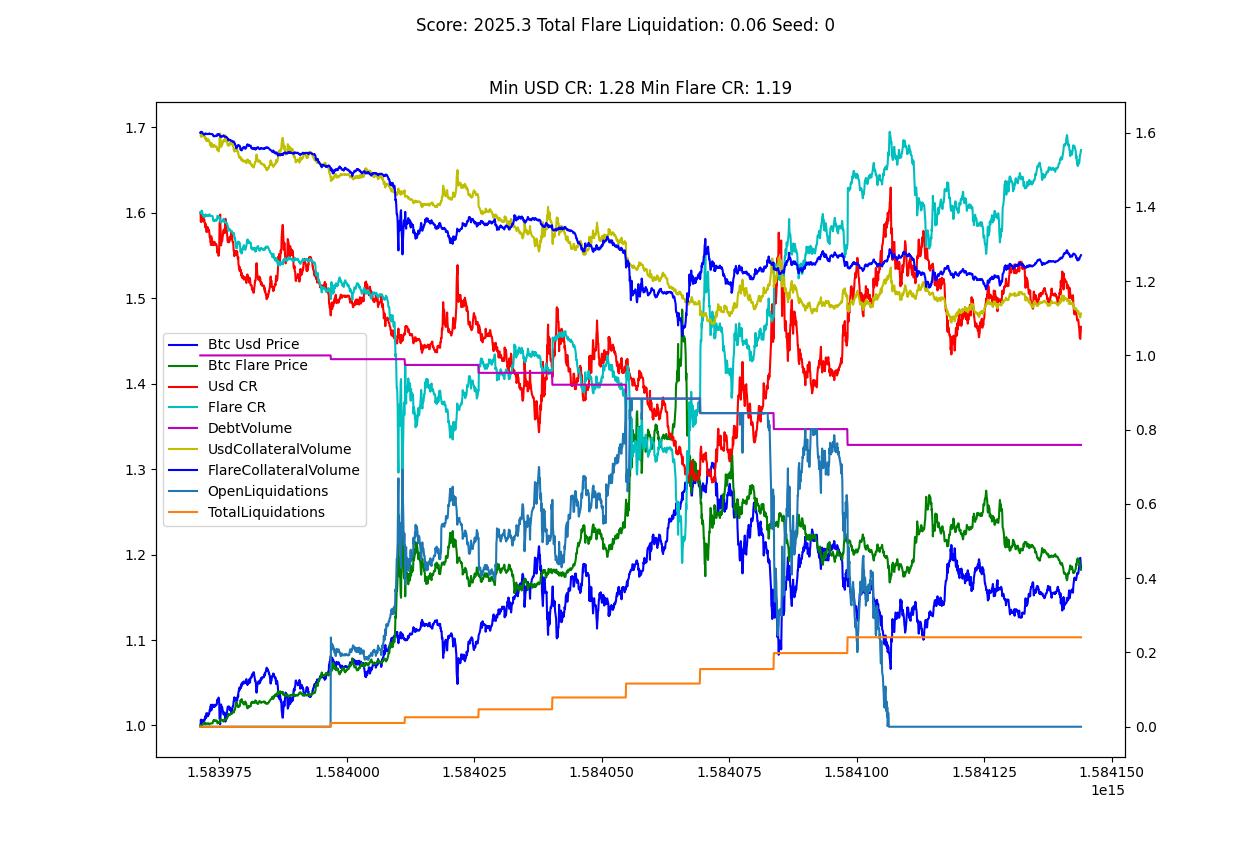 Score: 2025.3 Total Flare Liquidation: 0.06 Seed: 0
Min USD CR: 1.28 Min Flare CR: 1.19
1.7
1.6
1.5
1.4
1.3
1.2
1.1
1.0
Btc Usd Price
Btc Flare Price
Usd CR
Flare CR
DebtVolume
UsdCollateralVolume
FlareCollateralVolume
OpenLiquidations
TotalLiquidations
1.6
1.4
1.2
1.0
0.8
0.6
0.4
0.2
0.0
1.583975 1.584000 1.584025 1.584050 1.584075 1.584100 1.584125 1.584150
1e15